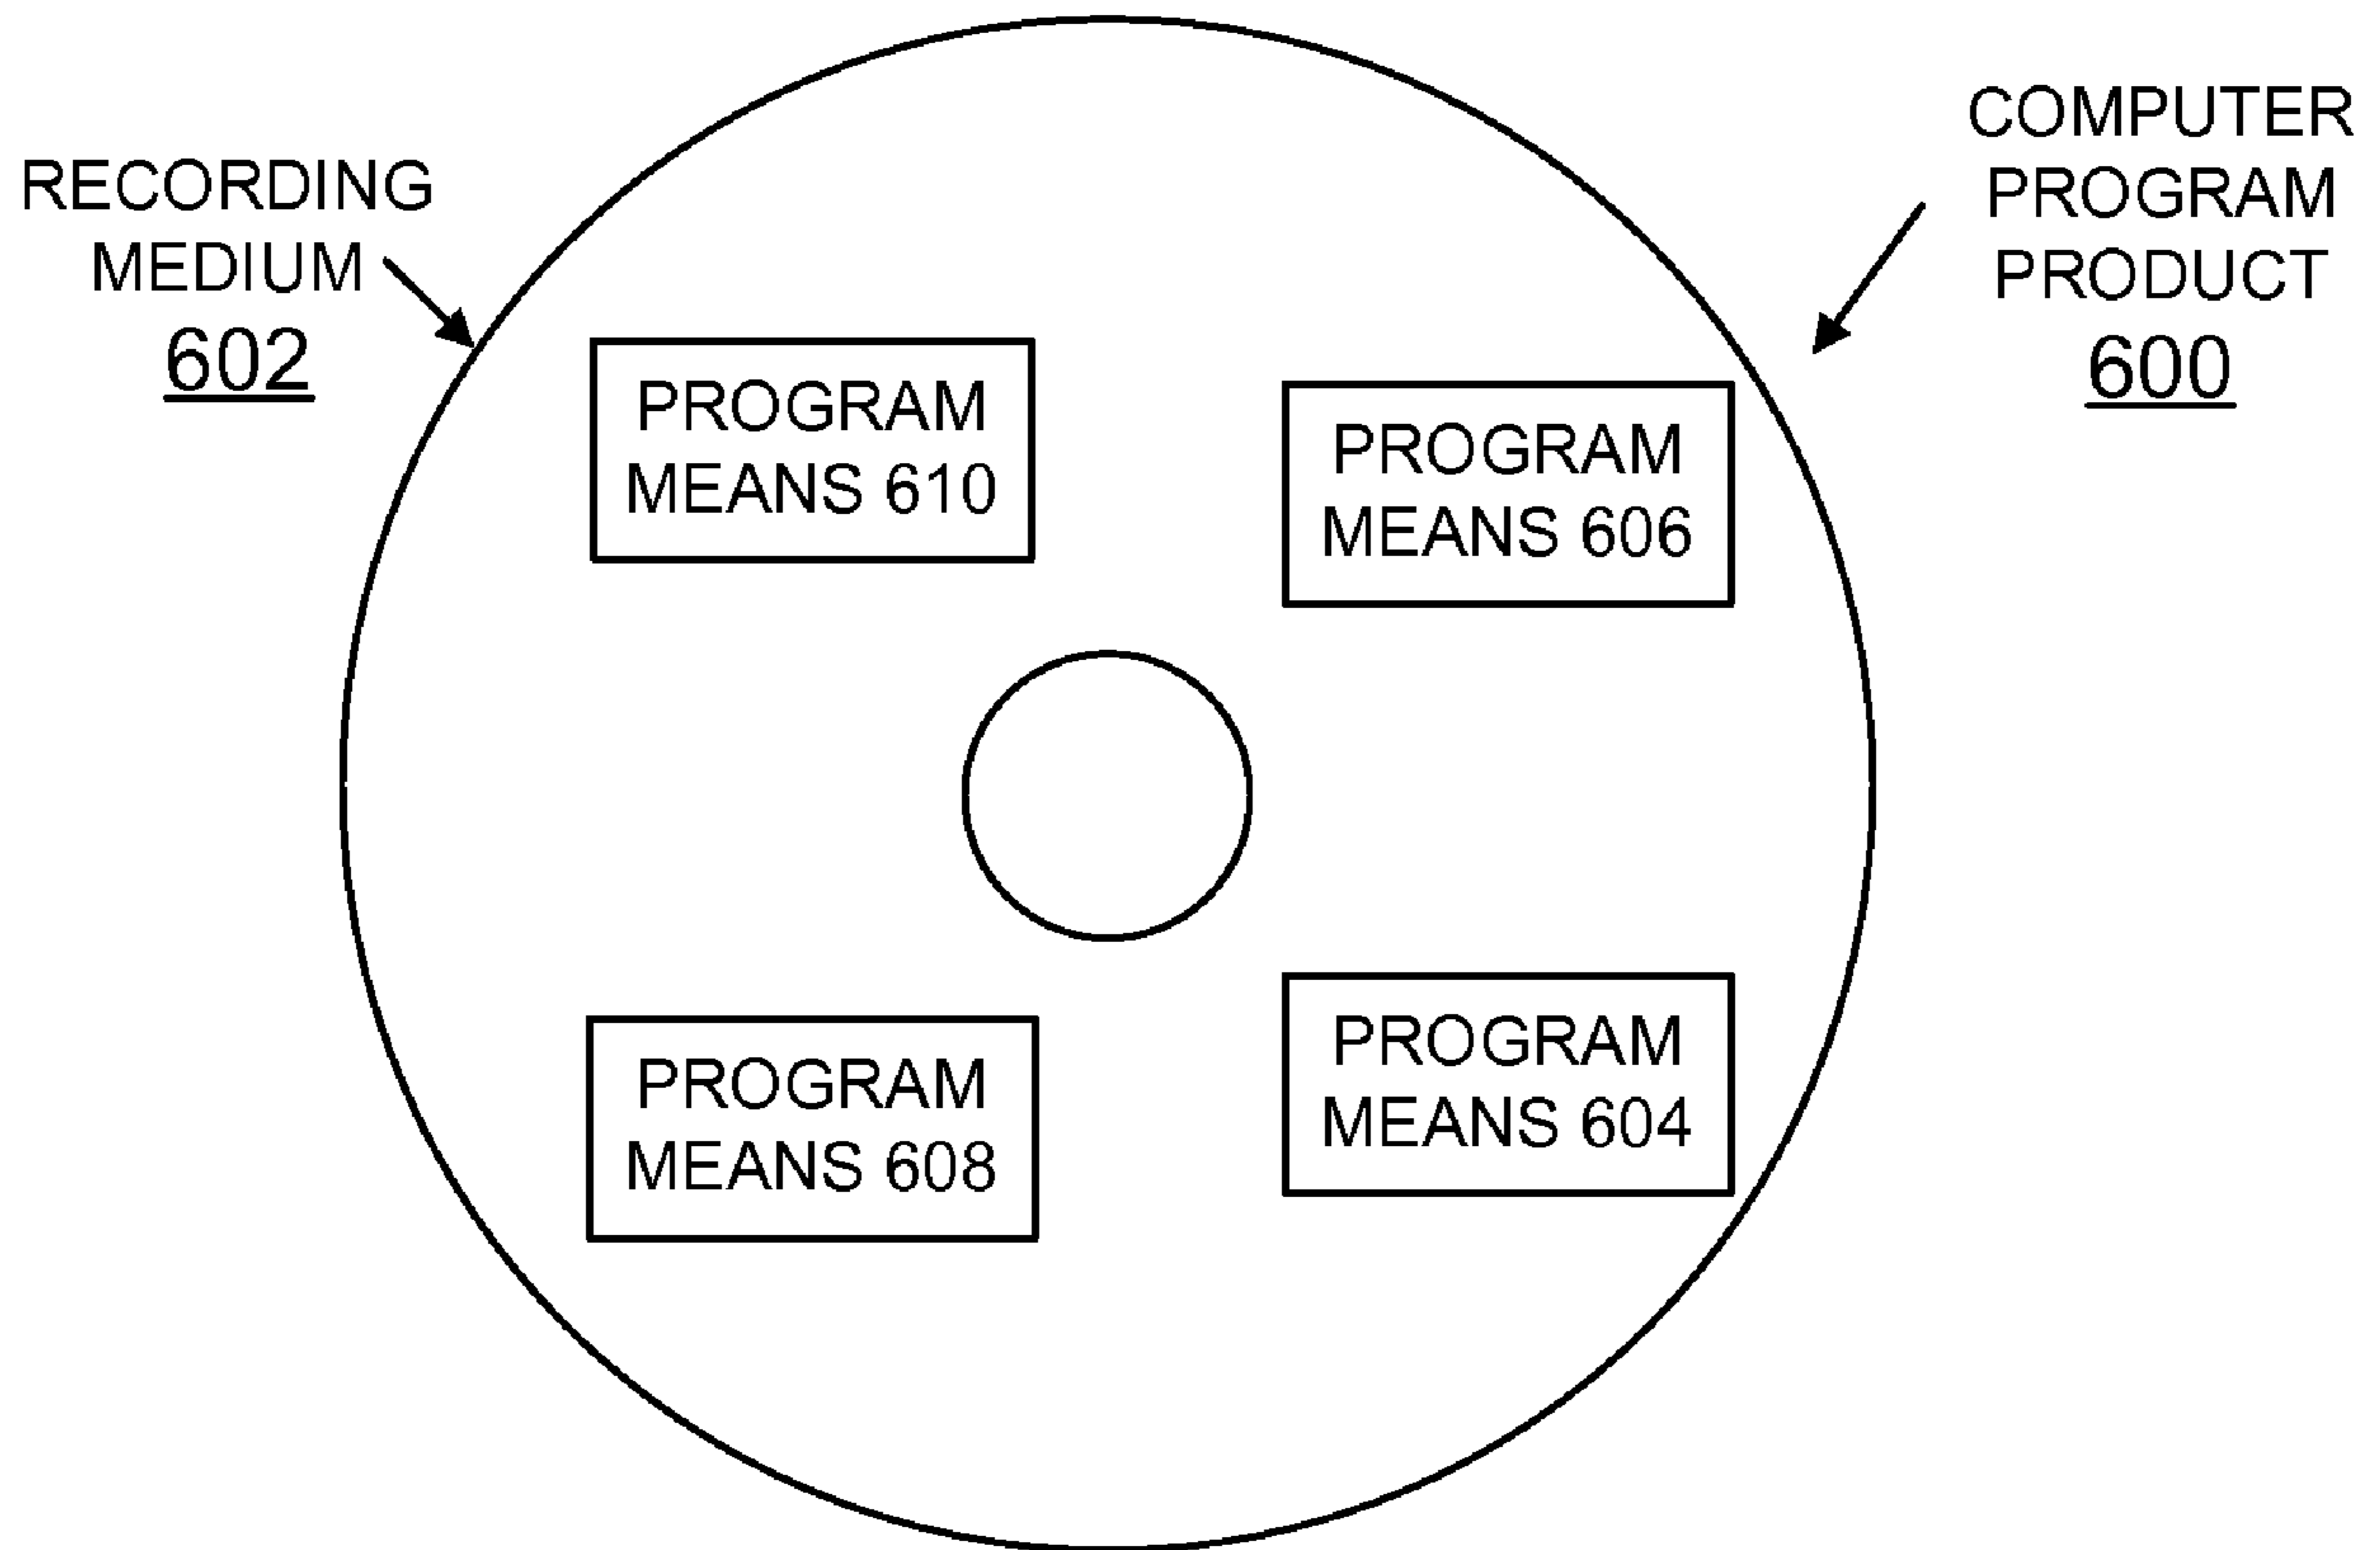 RECORDING
MEDIUM
602
COMPUTER
PROGRAM
PRODUCT
600
PROGRAM
MEANS 610
PROGRAM
MEANS 606
PROGRAM
MEANS 608
PROGRAM
MEANS 604